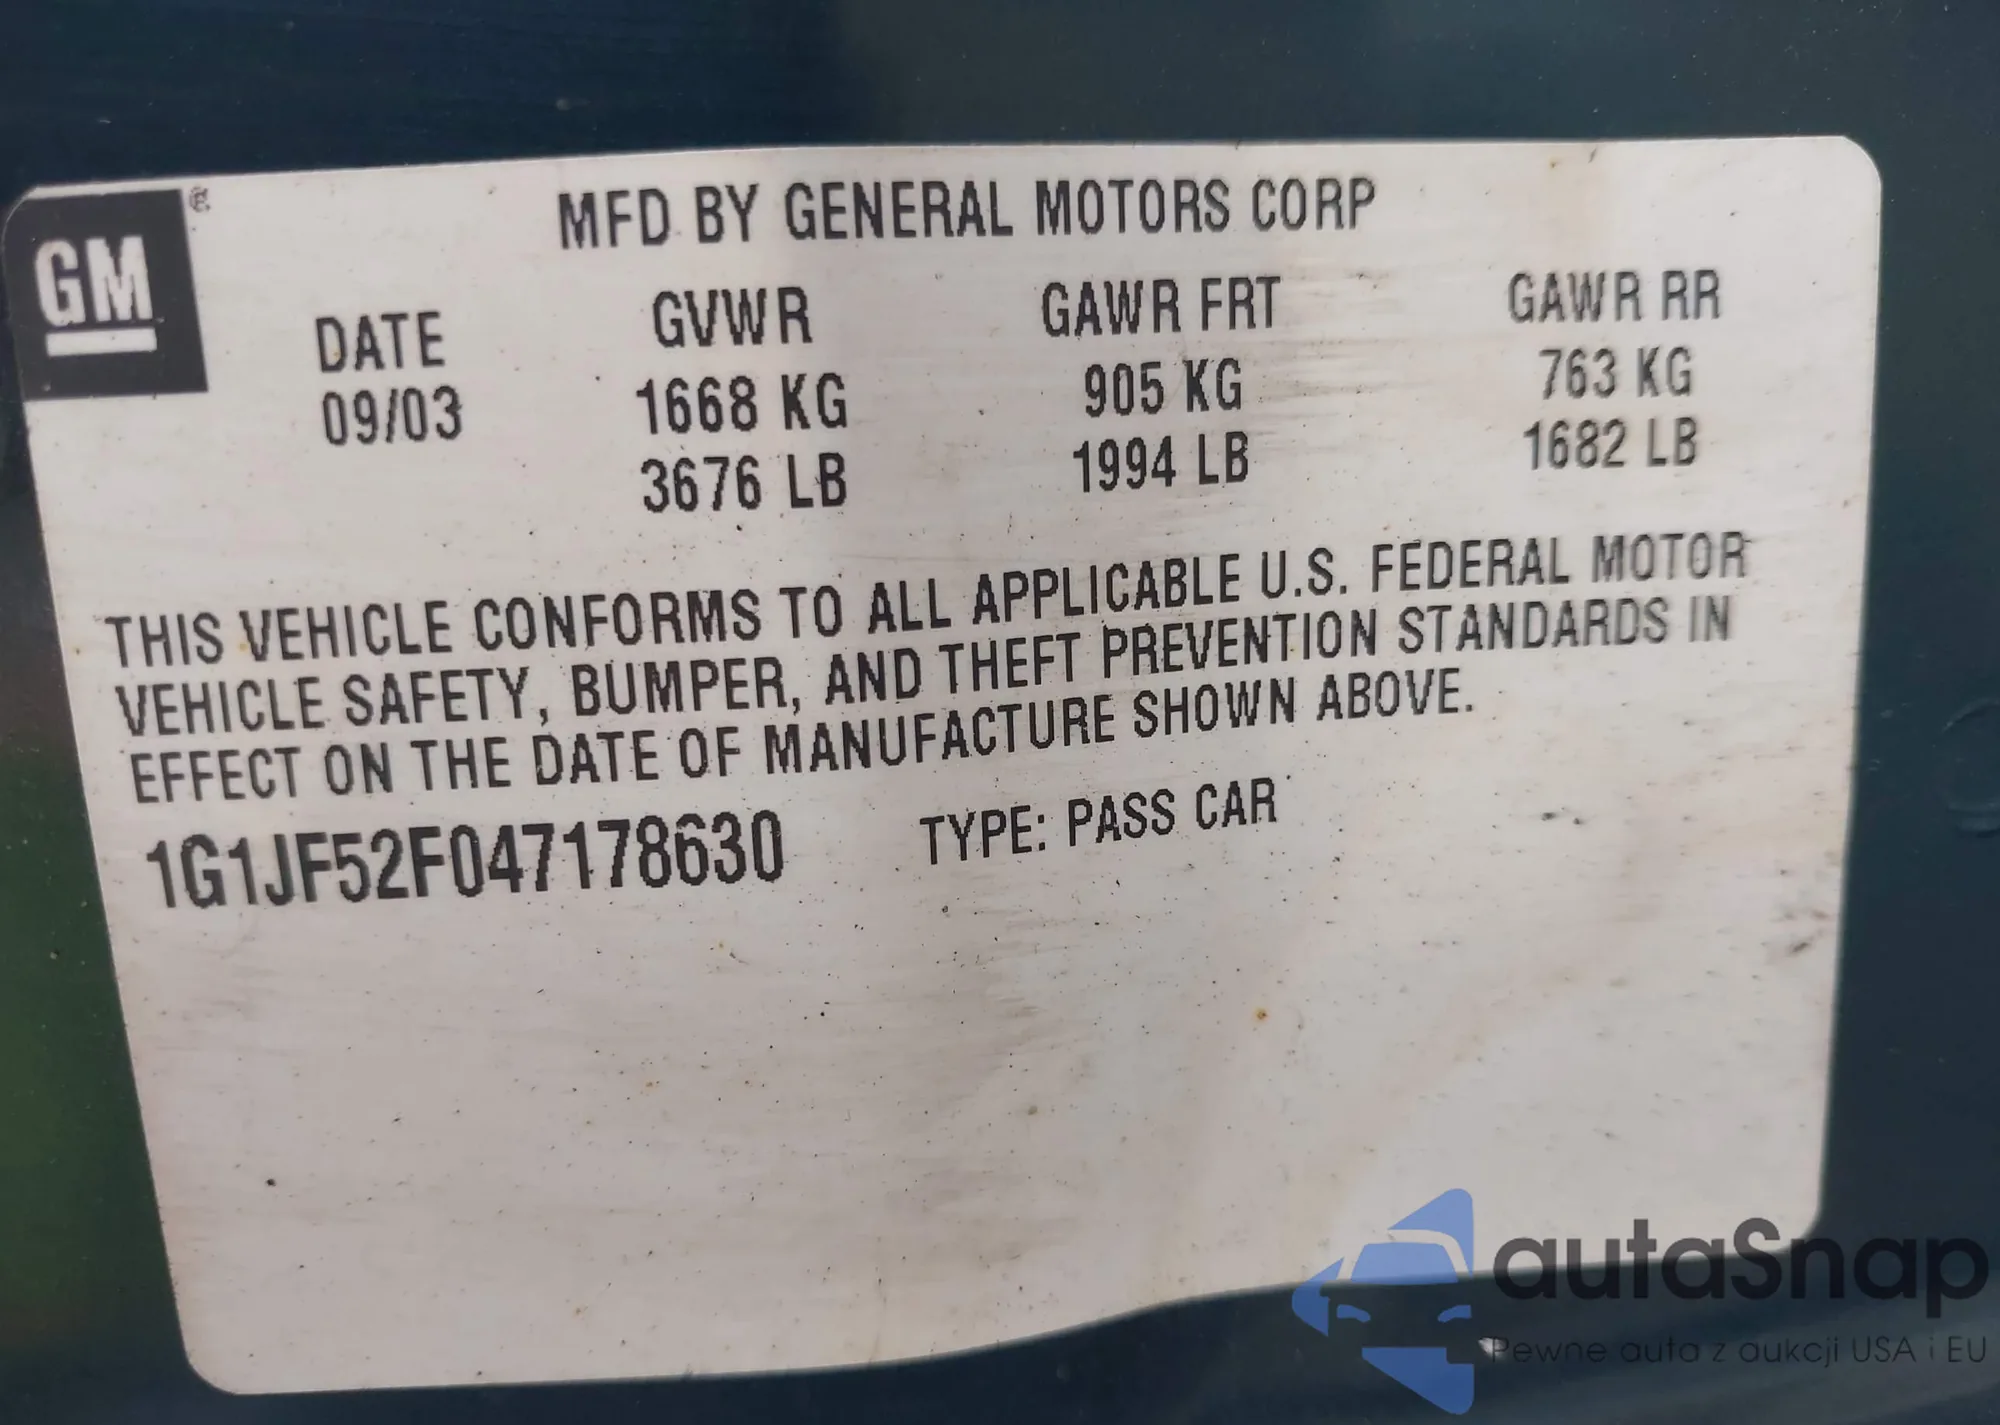 GM
®
MFD BY GENERAL MOTORS CORP
DATE GVWR GAWR FRT GAWR RR
09/03 1668 KG 905 KG 763 KG
3676 LB 1994 LB 1682 LB
THIS VEHICLE CONFORMS TO ALL APPLICABLE U.S. FEDERAL MOTOR
VEHICLE SAFETY, BUMPER, AND THEFT PREVENTION STANDARDS IN
EFFECT ON THE DATE OF MANUFACTURE SHOWN ABOVE.
1G1JF52F047178630 TYPE: PASS CAR
autaSnap
Pewne auta z aukcji USA i EU